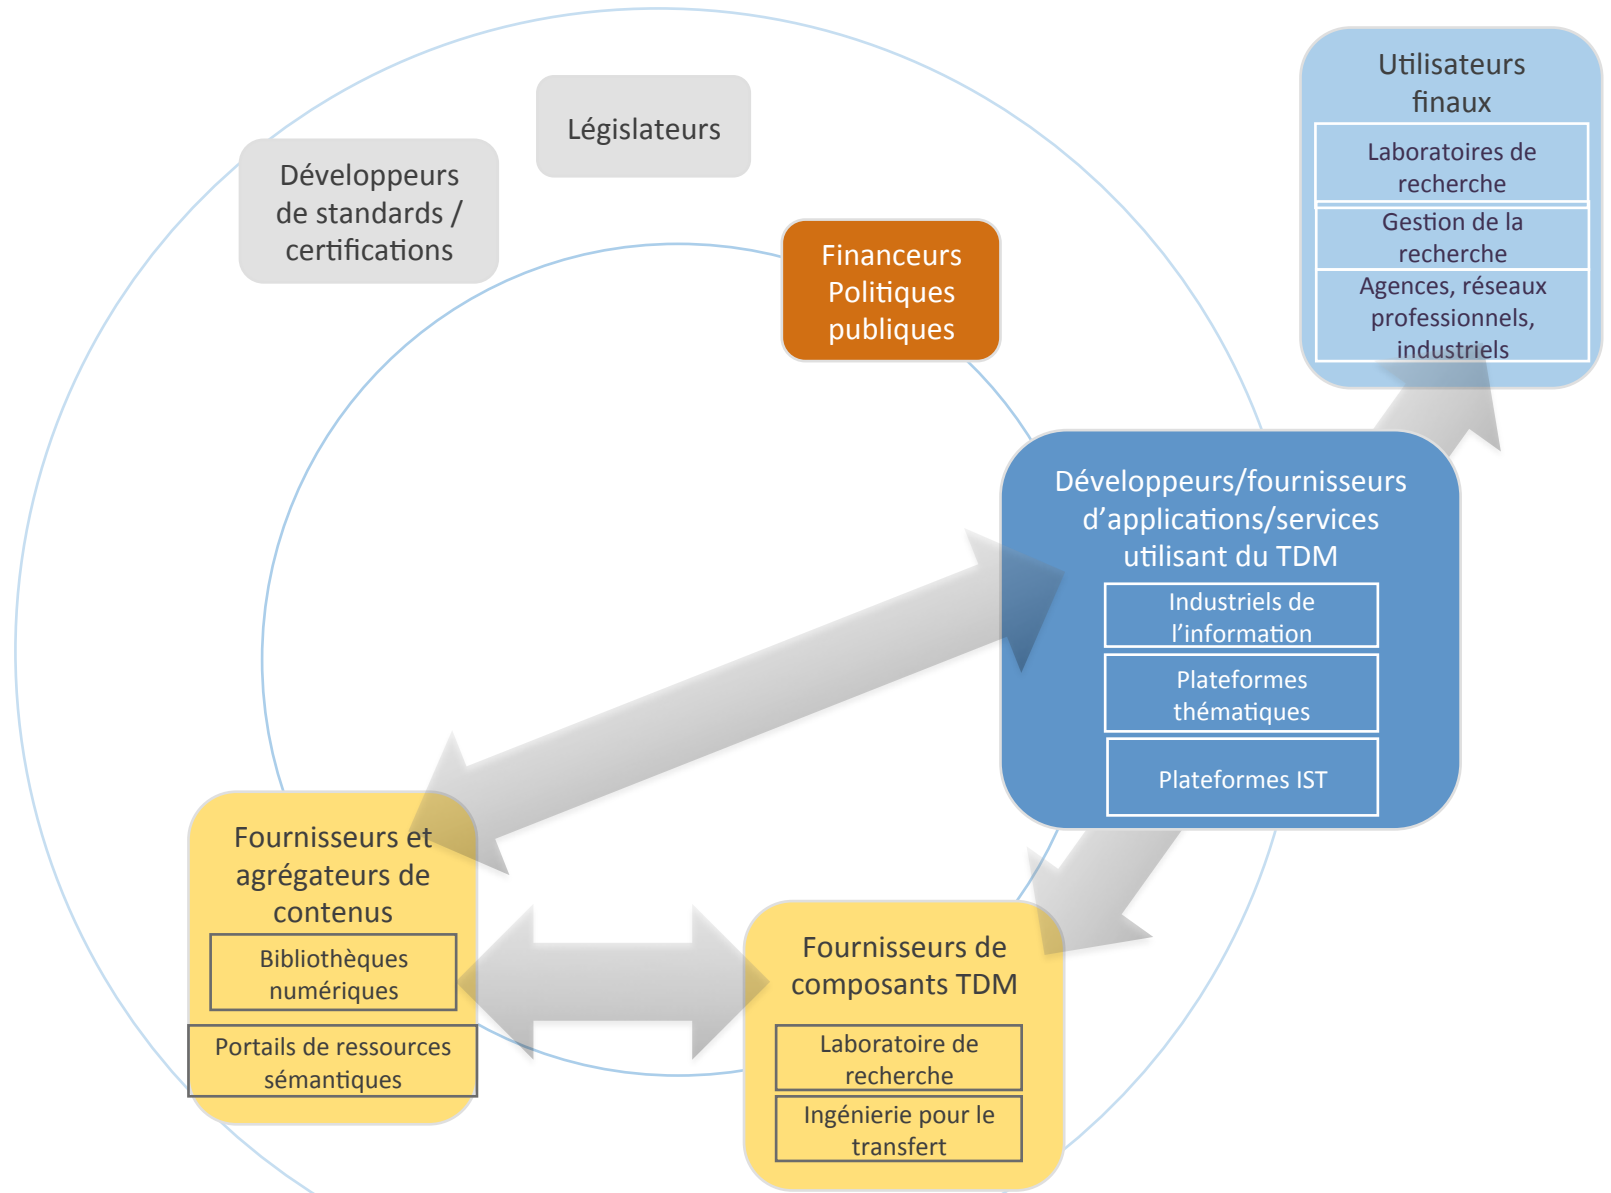 Législateurs
Développeurs
de standards /
certifications
Financeurs
Politiques
publiques
Utilisateurs
finaux
Laboratoires de
recherche
Gestion de la
recherche
Agences, réseaux
professionnels,
industriels
Développeurs/fournisseurs
d’applications/services
utilisant du TDM
Industriels de
l’information
Plateformes
thématiques
Plateformes IST
Fournisseurs et
agrégateurs de
contenus
Bibliothèques
numériques
Portails de ressources
sémantiques
Fournisseurs de
composants TDM
Laboratoire de
recherche
Ingénierie pour le
transfert